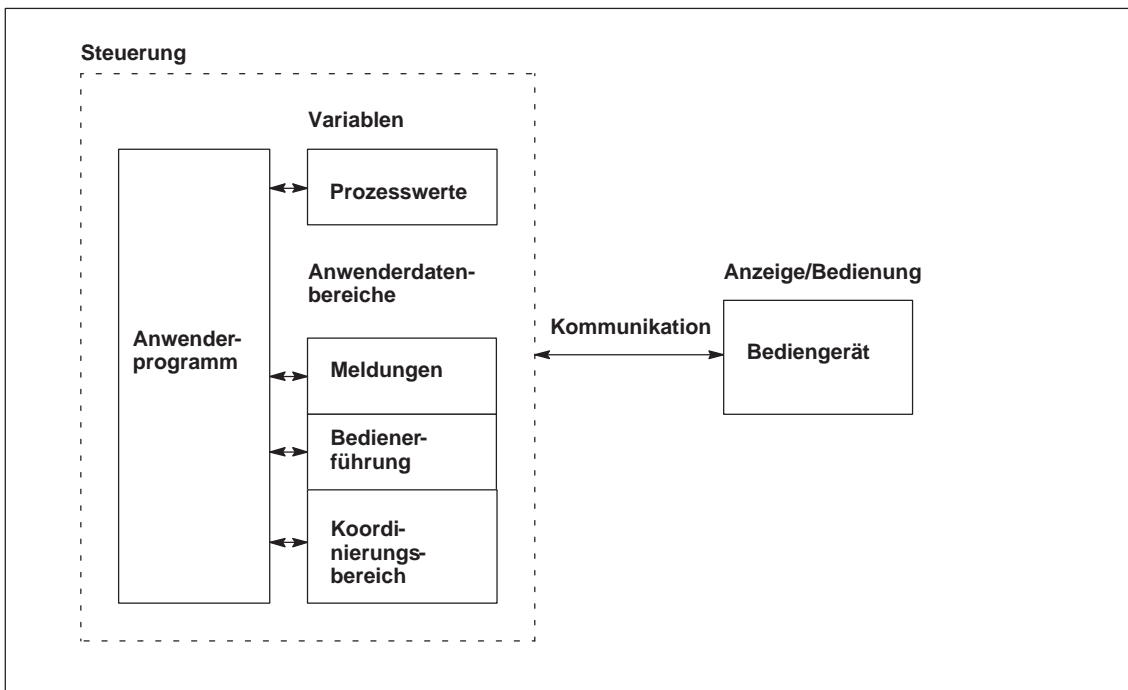 Steuerung
Variablen
Prozesswerte
Anwenderdaten-
bereiche
Anwender-
programm
Meldungen
Bediener-
führung
Koordi-
nierungs-
bereich
Kommunikation
Anzeige/Bedienung
Bediengerät